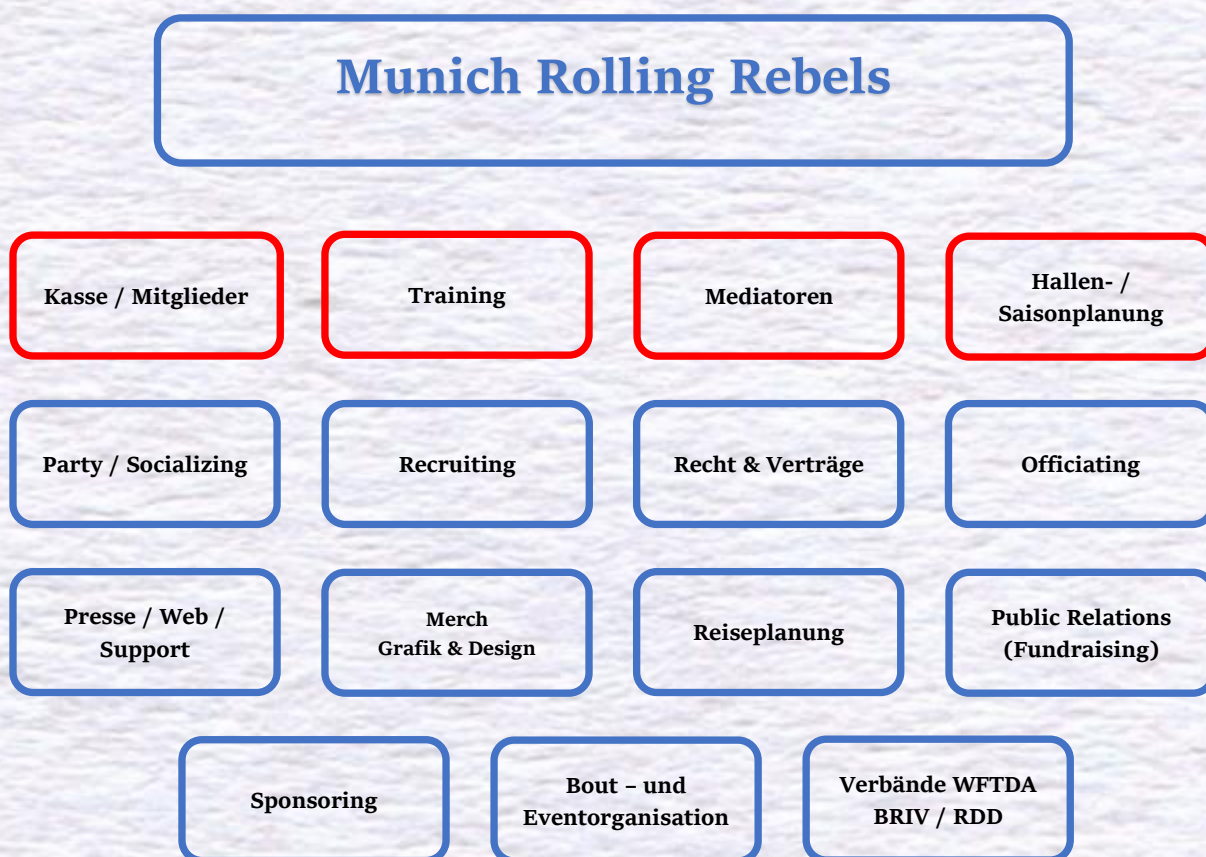 Munich Rolling Rebels
Kasse / Mitglieder
Training
Mediatoren
Hallen- /
Saisonplanung
Party / Socializing
Recruiting
Recht & Verträge
Officiating
Presse / Web /
Support
Merch
Grafik & Design
Reiseplanung
Public Relations
(Fundraising)
Sponsoring
Bout – und
Eventorganisation
Verbände WFTDA
BRIV / RDD